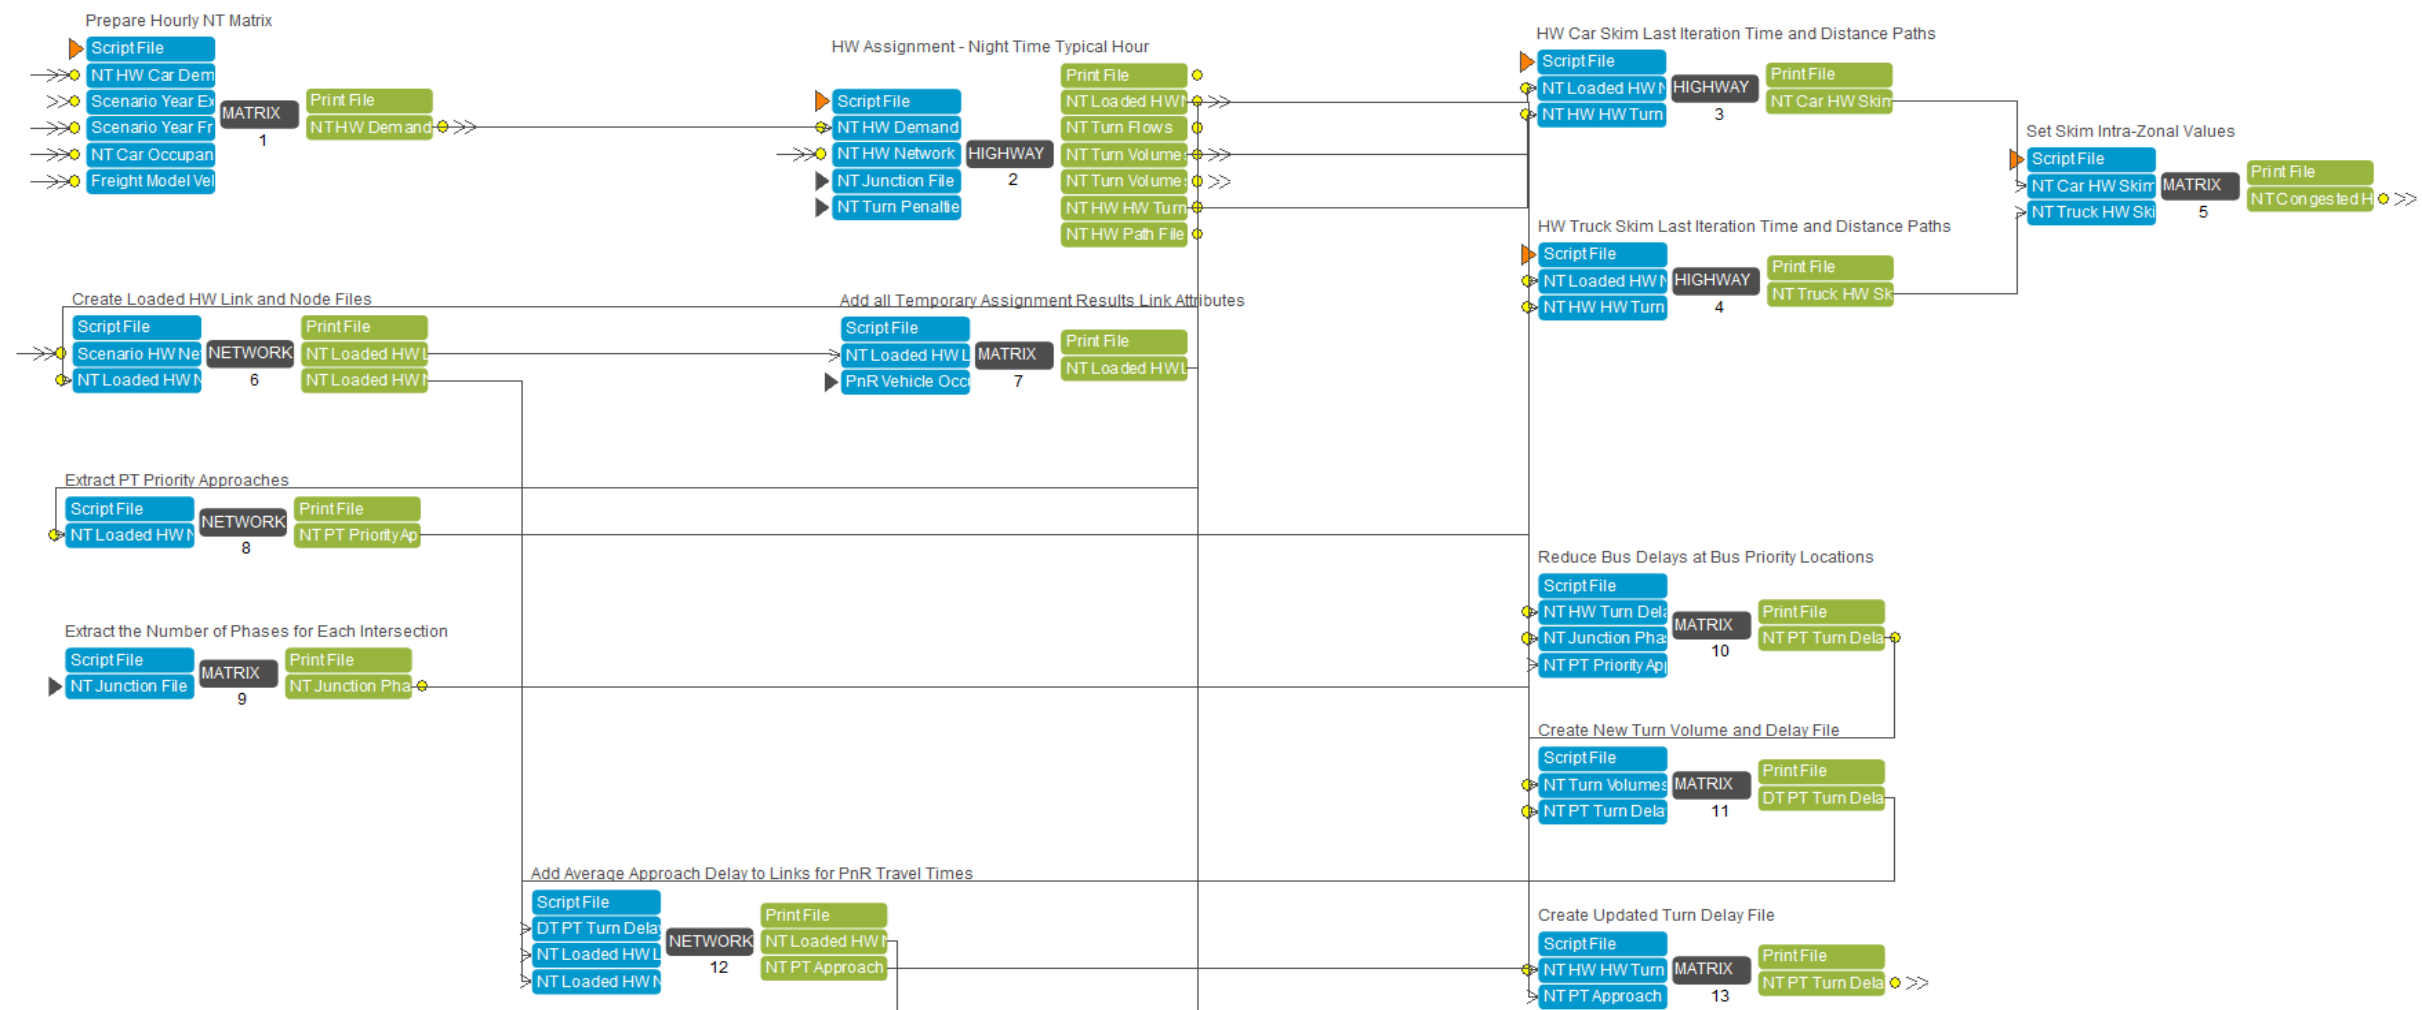 Prepare Hourly NT Matrix
Script File
NT HW Car Dem
Scenario Year Ex
Scenario Year Fr
NT Car Occupan
Freight Model Vel
MATRIX
1
Print File
NT HW Demand
HW Assignment - Night Time Typical Hour
Script File
NT HW Demand
NT HW Network
NT Junction File
NT Turn Penaltie
HIGHWAY
2
Print File
NT Loaded HW N
NT Turn Flows
NT Turn Volume
NT Turn Volume
NT HW HW Turn
NT HW Path File
HW Car Skim Last Iteration Time and Distance Paths
Script File
NT Loaded HW N
NT HW HW Turn
HIGHWAY
3
Print File
NT Car HW Skim
Set Skim Intra-Zonal Values
Script File
NT Car HW Skim
NT Truck HW Ski
MATRIX
5
Print File
NT Congested H
HW Truck Skim Last Iteration Time and Distance Paths
Script File
NT Loaded HW N
NT HW HW Turn
HIGHWAY
4
Print File
NT Truck HW Sk
Create Loaded HW Link and Node Files
Script File
Scenario HW Net
NT Loaded HW N
NETWORK
6
Print File
NT Loaded HW L
NT Loaded HW N
Add all Temporary Assignment Results Link Attributes
Script File
NT Loaded HW L
PnR Vehicle Occu
MATRIX
7
Print File
NT Loaded HW L
Extract PT Priority Approaches
Script File
NT Loaded HW N
NETWORK
8
Print File
NT PT Priority Ap
Extract the Number of Phases for Each Intersection
Script File
NT Junction File
MATRIX
9
Print File
NT Junction Pha
Reduce Bus Delays at Bus Priority Locations
Script File
NT HW Turn Dela
NT Junction Pha
NT PT Priority App
MATRIX
10
Print File
NT PT Turn Dela
Create New Turn Volume and Delay File
Script File
NT Turn Volumes
NT PT Turn Dela
MATRIX
11
Print File
DT PT Turn Dela
Add Average Approach Delay to Links for PnR Travel Times
Script File
DT PT Turn Dela
NT Loaded HW L
NT Loaded HW N
NETWORK
12
Print File
NT Loaded HW N
NT PT Approach
Create Updated Turn Delay File
Script File
NT HW HW Turn
NT PT Approach
MATRIX
13
Print File
NT PT Turn Dela